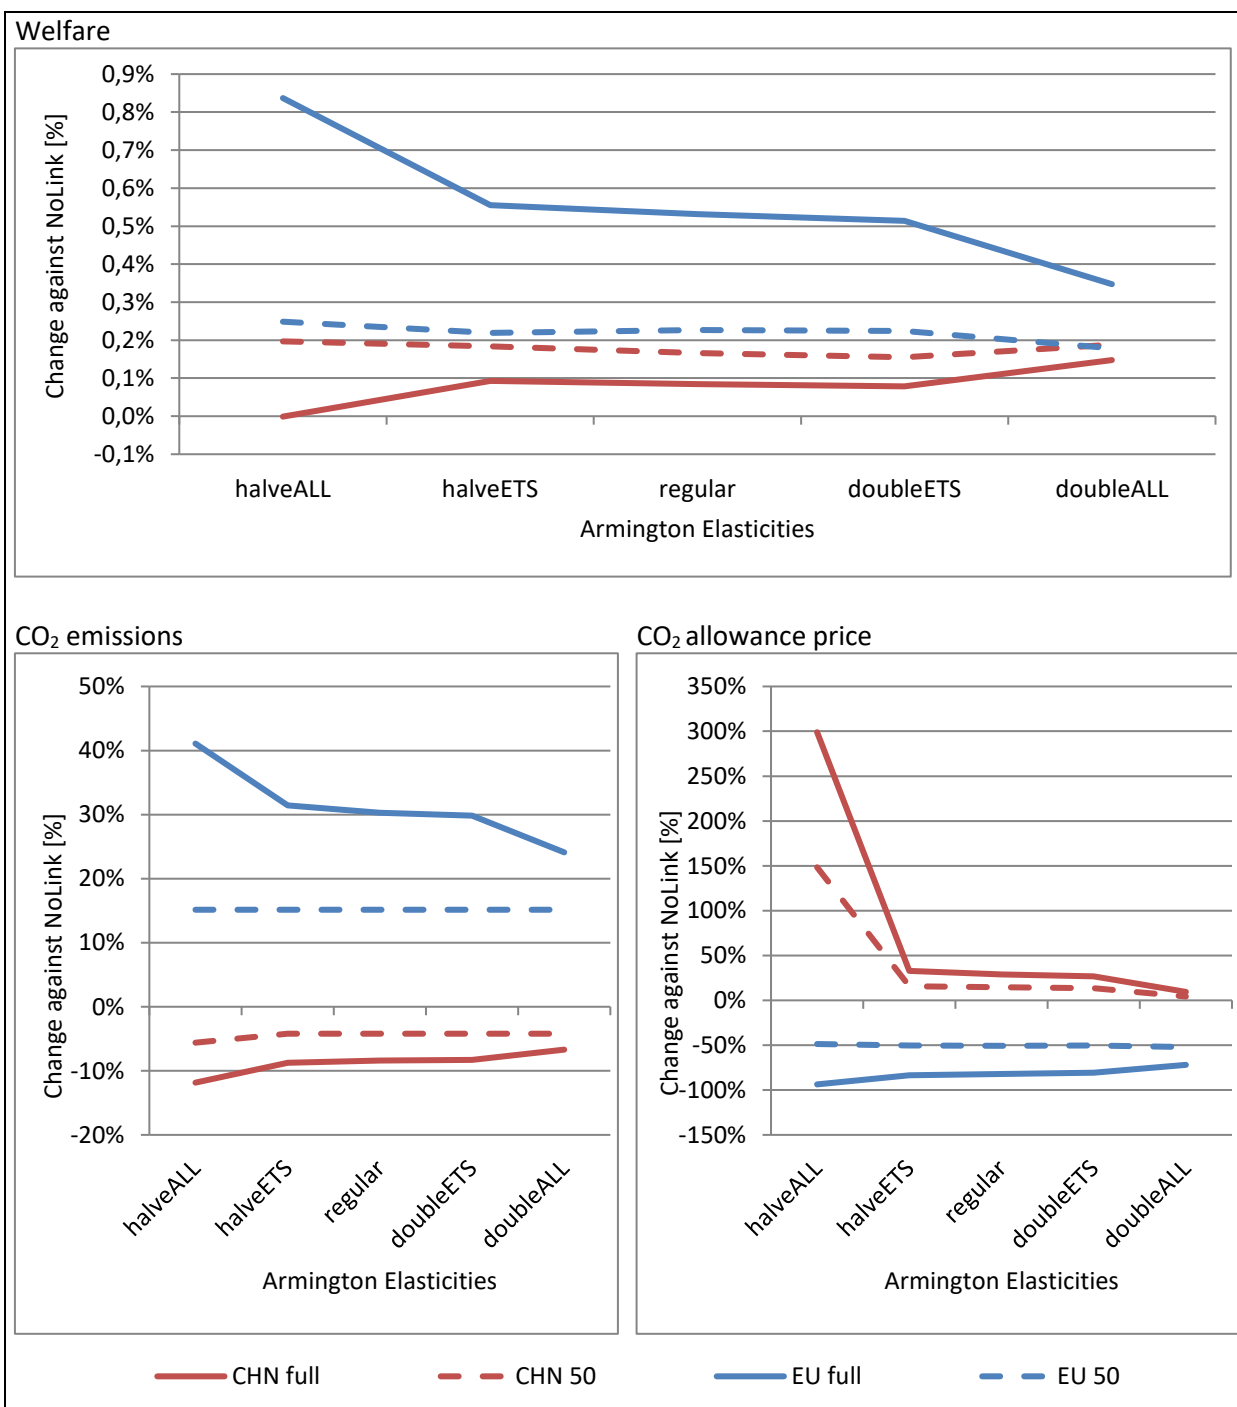 Welfare
Change against NoLink [%]
0,9%
0,8%
0,7%
0,6%
0,5%
0,4%
0,3%
0,2%
0,1%
0,0%
-0,1%
halveALL halveETS regular doubleETS doubleALL
Armington Elasticities
CO₂ emissions
Change against NoLink [%]
50%
40%
30%
20%
10%
0%
-10%
-20%
halveALL halveETS regular doubleETS doubleALL
Armington Elasticities
CO₂ allowance price
Change against NoLink [%]
350%
300%
250%
200%
150%
100%
50%
0%
-50%
-100%
-150%
halveALL halveETS regular doubleETS doubleALL
Armington Elasticities
CHN full CHN 50 EU full EU 50